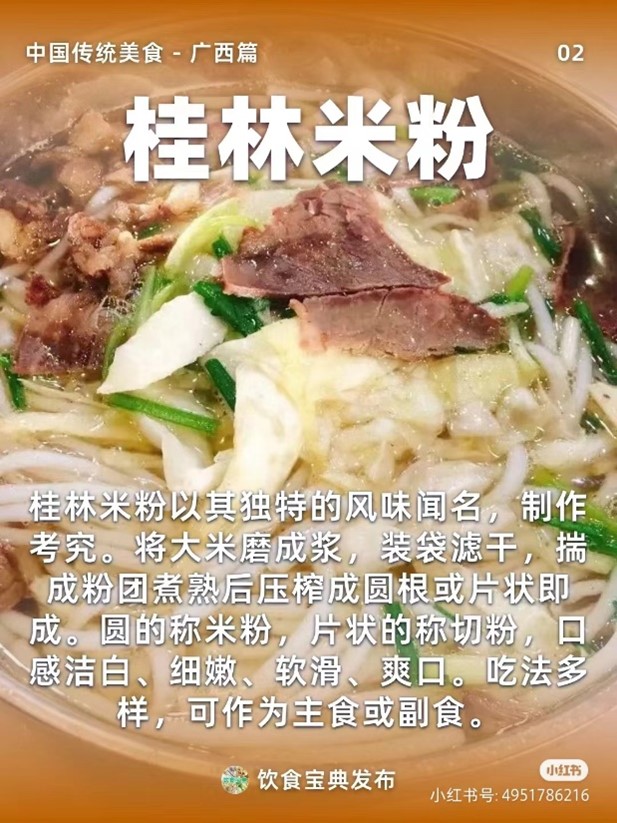 中国传统美食 - 广西篇
02
桂林米粉
桂林米粉以其独特的风味闻名，制作
考究。将大米磨成浆，装袋滤干，揣
成粉团煮熟后压榨成圆根或片状即
成。圆的称米粉，片状的称切粉，口
感洁白、细嫩、软滑、爽口。吃法多
样，可作为主食或副食。
饮食宝典发布
小红书
小红书号: 4951786216